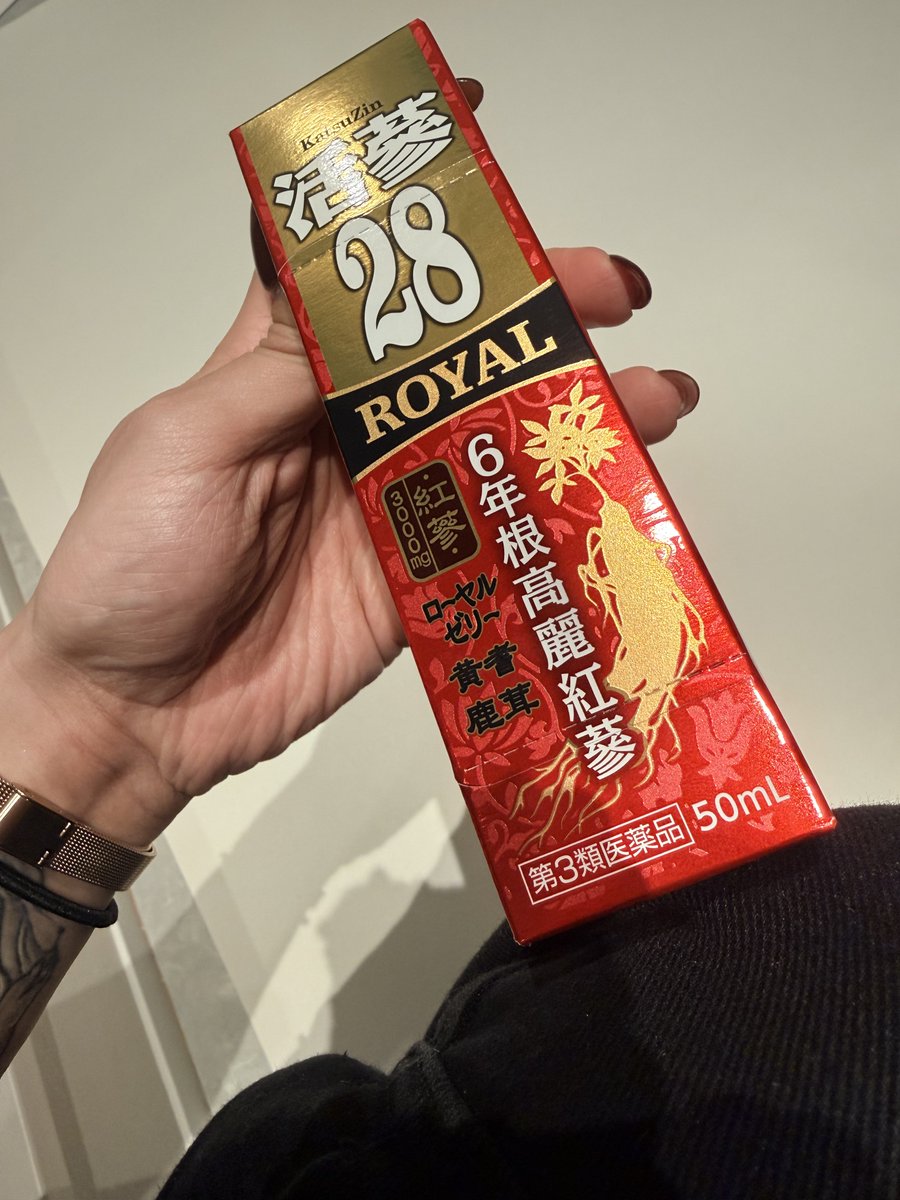 KatsuZin
活蔘
28
ROYAL
6年根高麗紅蔘
・紅蔘・
3000mg
ローヤル
ゼリー
黄耆
鹿茸
第3類医薬品
50mL